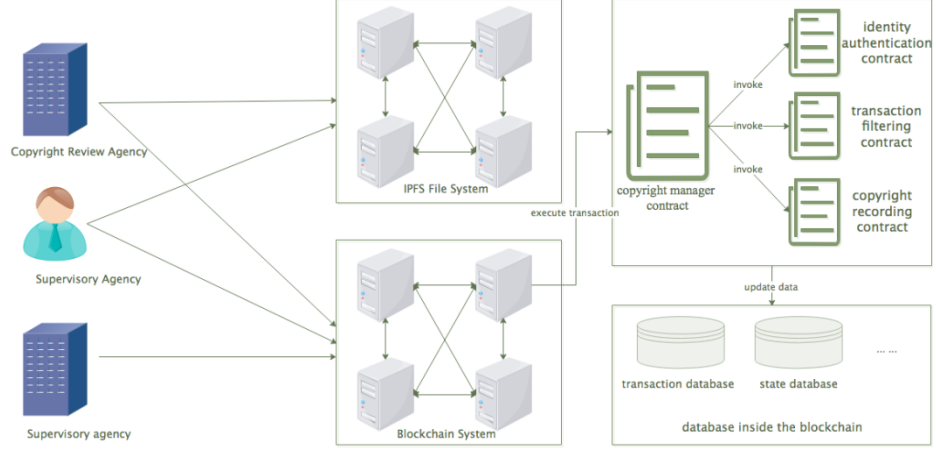 Copyright Review Agency
Supervisory Agency
Supervisory agency
IPFS File System
Blockchain System
execute transaction
copyright manager
contract
invoke
invoke
invoke
identity
authentication
contract
transaction
filtering
contract
copyright
recording
contract
update data
transaction database
state database
... ...
database inside the blockchain